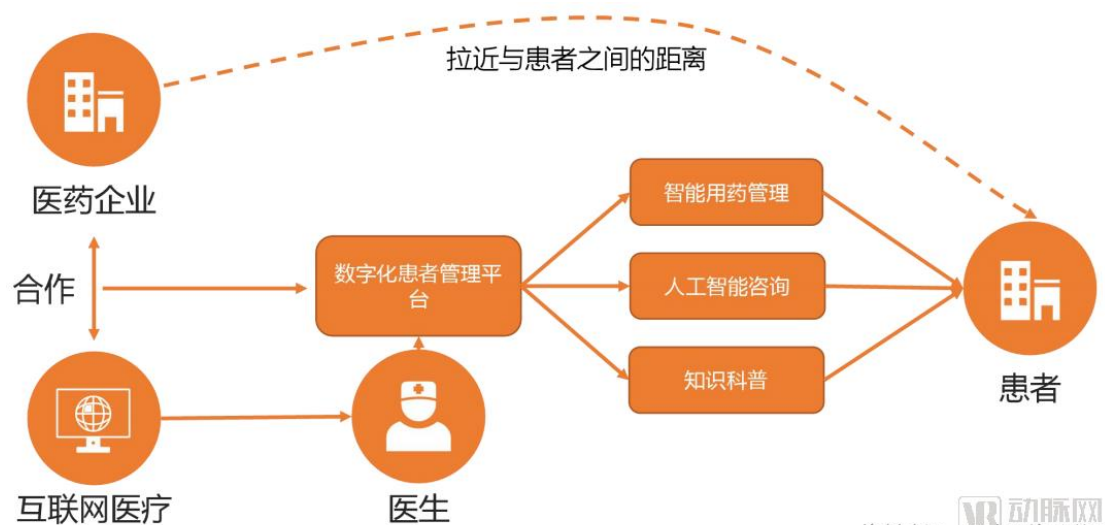 拉近与患者之间的距离
医药企业
智能用药管理
合作
数字化患者管理平
台
人工智能咨询
知识科普
患者
互联网医疗
医生
动脉网